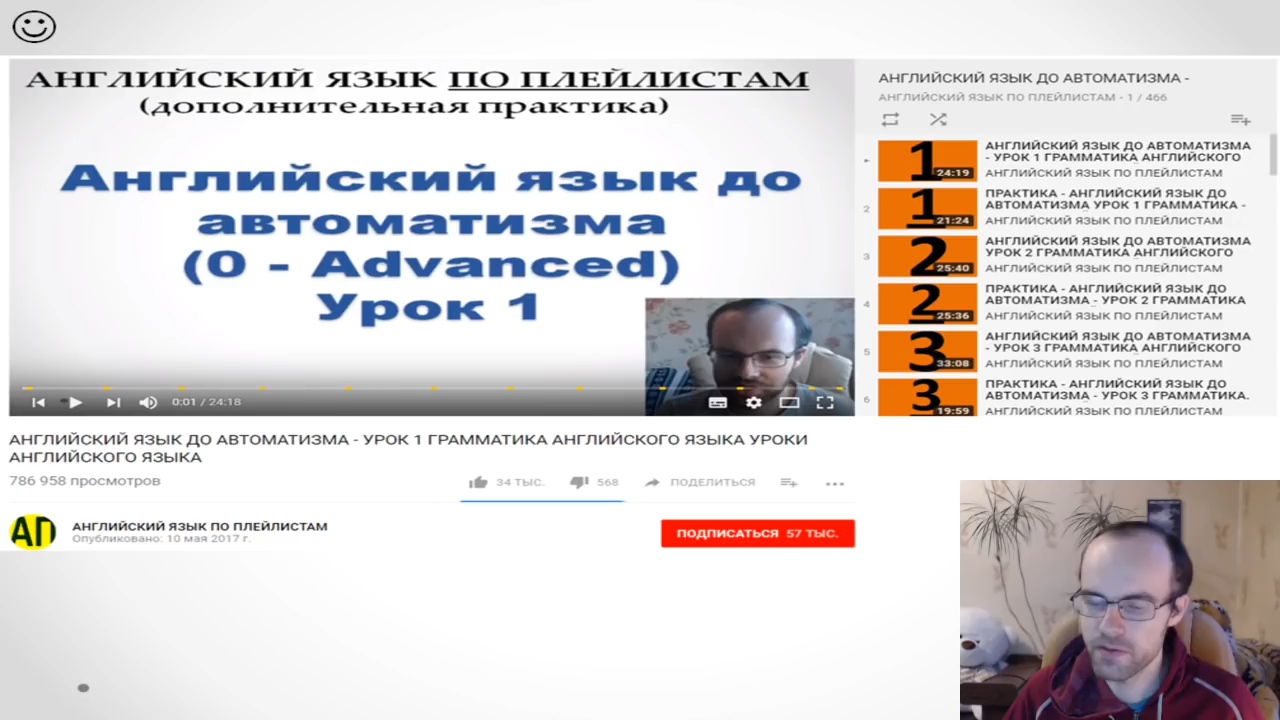 АНГЛИЙСКИЙ ЯЗЫК ПО ПЛЕЙЛИСТАМ
(дополнительная практика)
Английский язык до
автоматизма
(0 - Advanced)
Урок 1
0:01 / 24:18
АНГЛИЙСКИЙ ЯЗЫК ДО АВТОМАТИЗМА -
АНГЛИЙСКИЙ ЯЗЫК ПО ПЛЕЙЛИСТАМ - 1 / 466
1
24:19
АНГЛИЙСКИЙ ЯЗЫК ДО АВТОМАТИЗМА
- УРОК 1 ГРАММАТИКА АНГЛИЙСКОГО
АНГЛИЙСКИЙ ЯЗЫК ПО ПЛЕЙЛИСТАМ
2
1
21:24
ПРАКТИКА - АНГЛИЙСКИЙ ЯЗЫК ДО
АВТОМАТИЗМА УРОК 1 ГРАММАТИКА -
АНГЛИЙСКИЙ ЯЗЫК ПО ПЛЕЙЛИСТАМ
3
2
25:40
АНГЛИЙСКИЙ ЯЗЫК ДО АВТОМАТИЗМА
УРОК 2 ГРАММАТИКА АНГЛИЙСКОГО
АНГЛИЙСКИЙ ЯЗЫК ПО ПЛЕЙЛИСТАМ
4
2
25:36
ПРАКТИКА - АНГЛИЙСКИЙ ЯЗЫК ДО
АВТОМАТИЗМА - УРОК 2 ГРАММАТИКА
АНГЛИЙСКИЙ ЯЗЫК ПО ПЛЕЙЛИСТАМ
5
3
33:08
АНГЛИЙСКИЙ ЯЗЫК ДО АВТОМАТИЗМА
- УРОК 3 ГРАММАТИКА АНГЛИЙСКОГО
АНГЛИЙСКИЙ ЯЗЫК ПО ПЛЕЙЛИСТАМ
6
3
19:59
ПРАКТИКА - АНГЛИЙСКИЙ ЯЗЫК ДО
АВТОМАТИЗМА - УРОК 3 ГРАММАТИКА.
АНГЛИЙСКИЙ ЯЗЫК ПО ПЛЕЙЛИСТАМ
АНГЛИЙСКИЙ ЯЗЫК ДО АВТОМАТИЗМА - УРОК 1 ГРАММАТИКА АНГЛИЙСКОГО ЯЗЫКА УРОКИ
АНГЛИЙСКОГО ЯЗЫКА
786 958 просмотров
34 ТЫС.
568
ПОДЕЛИТЬСЯ
АП
АНГЛИЙСКИЙ ЯЗЫК ПО ПЛЕЙЛИСТАМ
Опубликовано: 10 мая 2017 г.
ПОДПИСАТЬСЯ 57 ТЫС.